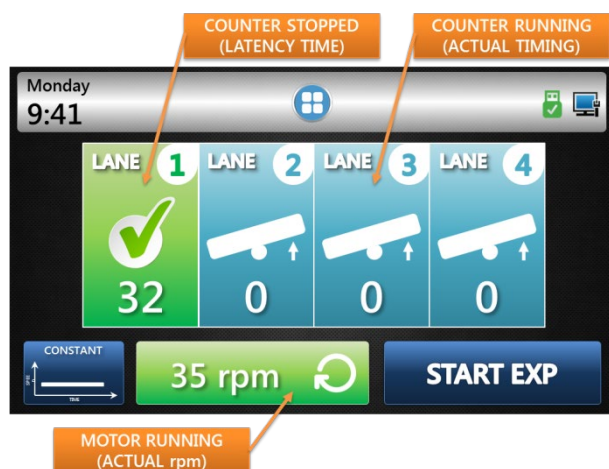 COUNTER STOPPED
(LATENCY TIME)
COUNTER RUNNING
(ACTUAL TIMING)
Monday
9:41
LANE 1
LANE 2
LANE 3
LANE 4
32
0
0
0
CONSTANT
TIME
35 rpm
START EXP
MOTOR RUNNING
(ACTUAL rpm)